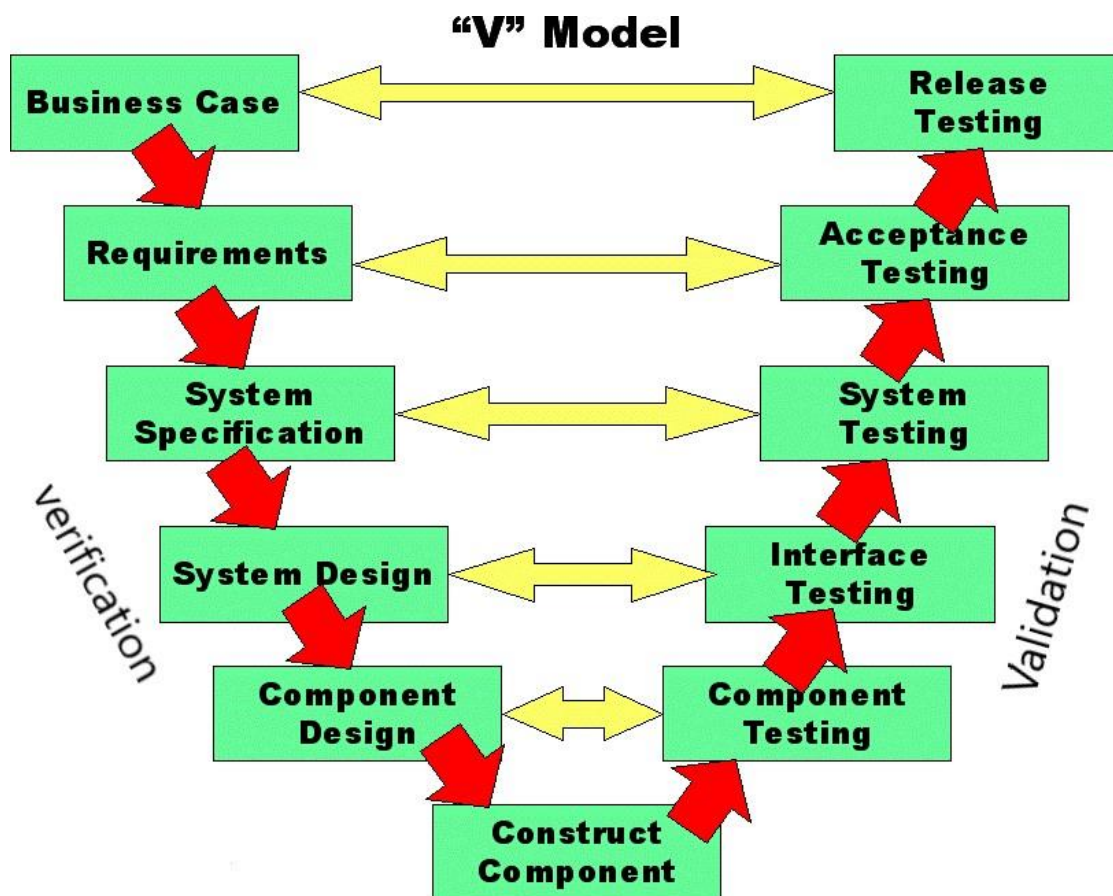 “V” Model
Business Case
Release
Testing
Requirements
Acceptance
Testing
System
Specification
System
Testing
verification
System Design
Interface
Testing
Validation
Component
Design
Component
Testing
Construct
Component